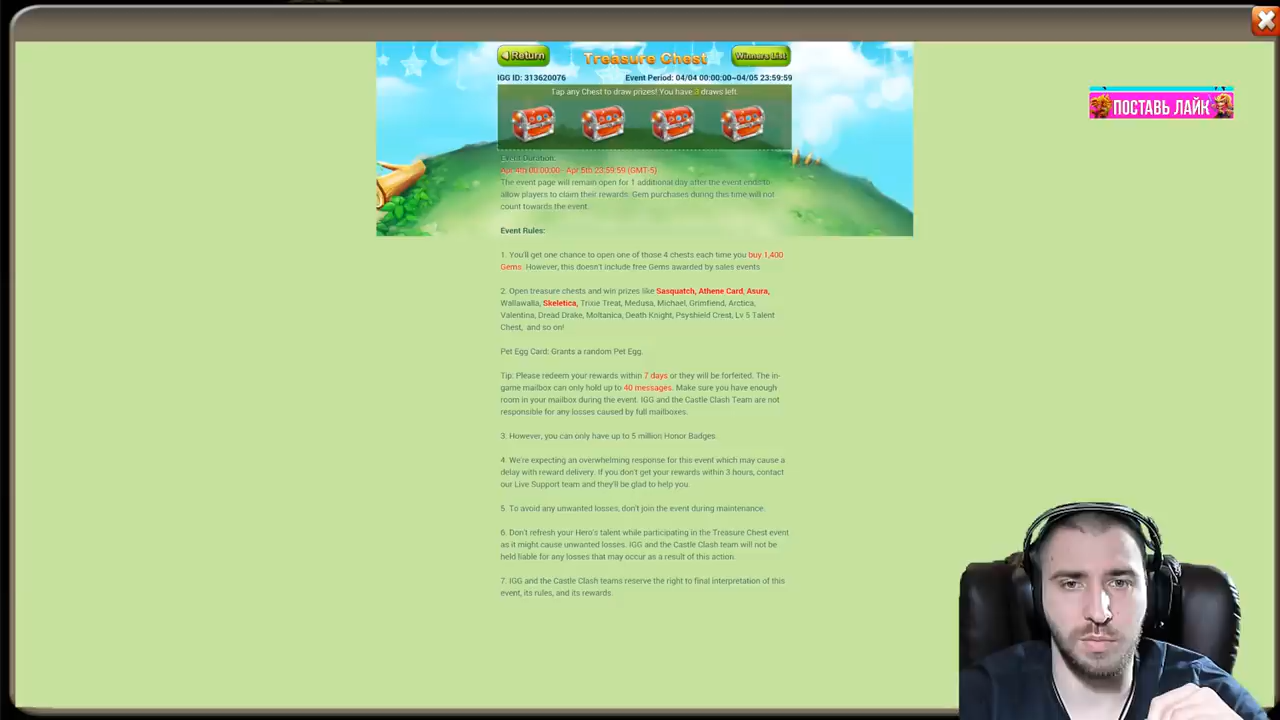 Return
Treasure Chest
Winners List
IGG ID: 313620076
Event Period: 04/04 00:00:00~04/05 23:59:59
Tap any Chest to draw prizes! You have 3 draws left.
ПОСТАВЬ ЛАЙК
Event Duration:
Apr 4th 00:00:00 - Apr 5th 23:59:59 (GMT-5)
The event page will remain open for 1 additional day after the event ends to
allow players to claim their rewards. Gem purchases during this time will not
count towards the event.
Event Rules:
1. You'll get one chance to open one of those 4 chests each time you buy 1,400
Gems. However, this doesn't include free Gems awarded by sales events
2. Open treasure chests and win prizes like Sasquatch, Athene Card, Asura,
Wallawalla, Skeletica, Trixie Treat, Medusa, Michael, Grimfiend, Arctica,
Valentina, Dread Drake, Moltanica, Death Knight, Psyshield Crest, Lv 5 Talent
Chest, and so on!
Pet Egg Card: Grants a random Pet Egg.
Tip: Please redeem your rewards within 7 days or they will be forfeited. The in-
game mailbox can only hold up to 40 messages. Make sure you have enough
room in your mailbox during the event. IGG and the Castle Clash Team are not
responsible for any losses caused by full mailboxes.
3. However, you can only have up to 5 million Honor Badges.
4. We're expecting an overwhelming response for this event which may cause a
delay with reward delivery. If you don't get your rewards within 3 hours, contact
our Live Support team and they'll be glad to help you.
5. To avoid any unwanted losses, don't join the event during maintenance.
6. Don't refresh your Hero's talent while participating in the Treasure Chest event
as it might cause unwanted losses. IGG and the Castle Clash team will not be
held liable for any losses that may occur as a result of this action.
7. IGG and the Castle Clash teams reserve the right to final interpretation of this
event, its rules, and its rewards.